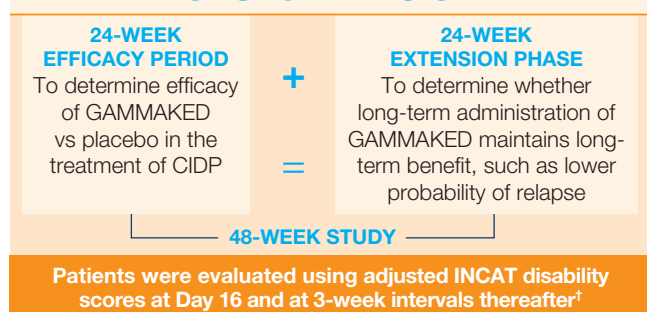 24-WEEK
EFFICACY PERIOD
To determine efficacy
of GAMMAKED
vs placebo in the
treatment of CIDP
+
=
24-WEEK
EXTENSION PHASE
To determine whether
long-term administration of
GAMMAKED maintains long-
term benefit, such as lower
probability of relapse
48-WEEK STUDY
Patients were evaluated using adjusted INCAT disability
scores at Day 16 and at 3-week intervals thereafter†